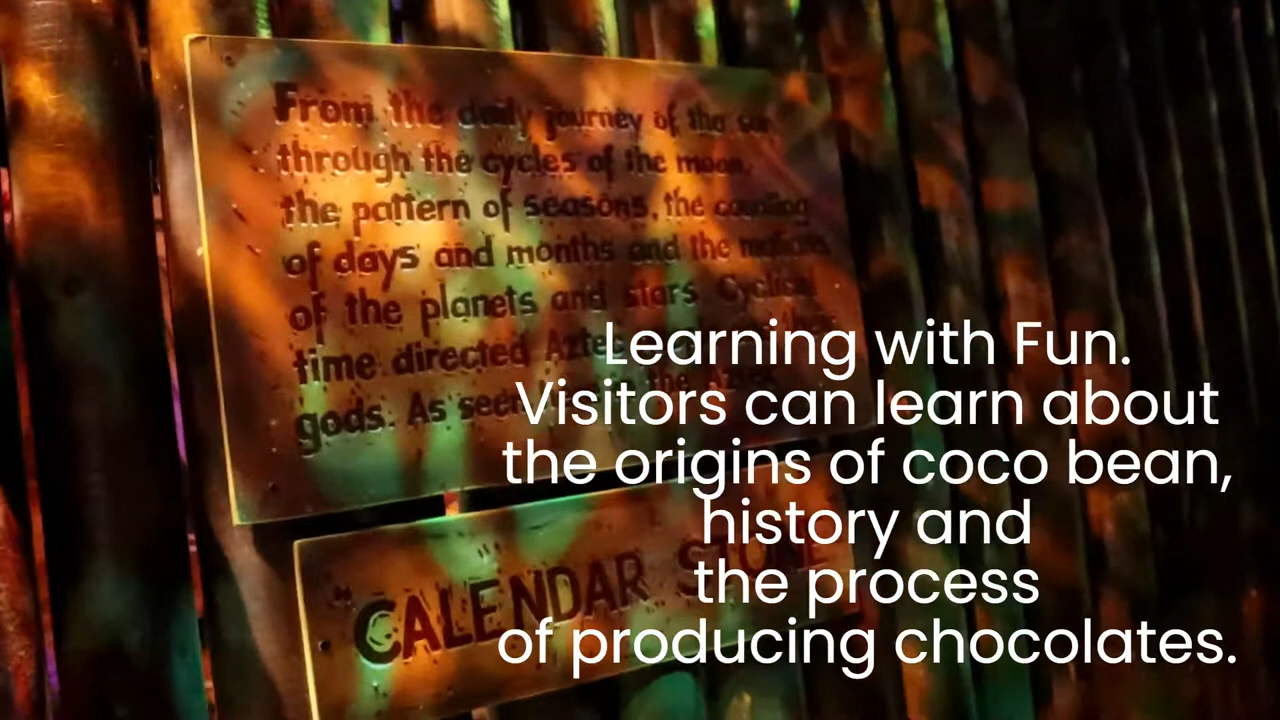 From the daily journey of the sun
through the cycles of the moon,
the pattern of seasons, the counting
of days and months and the motions
of the planets and stars. Cyclical
time directed Aztec
gods. As seen the
"CALENDAR STONE
Learning with Fun.
Visitors can learn about
the origins of coco bean,
history and
the process
of producing chocolates.